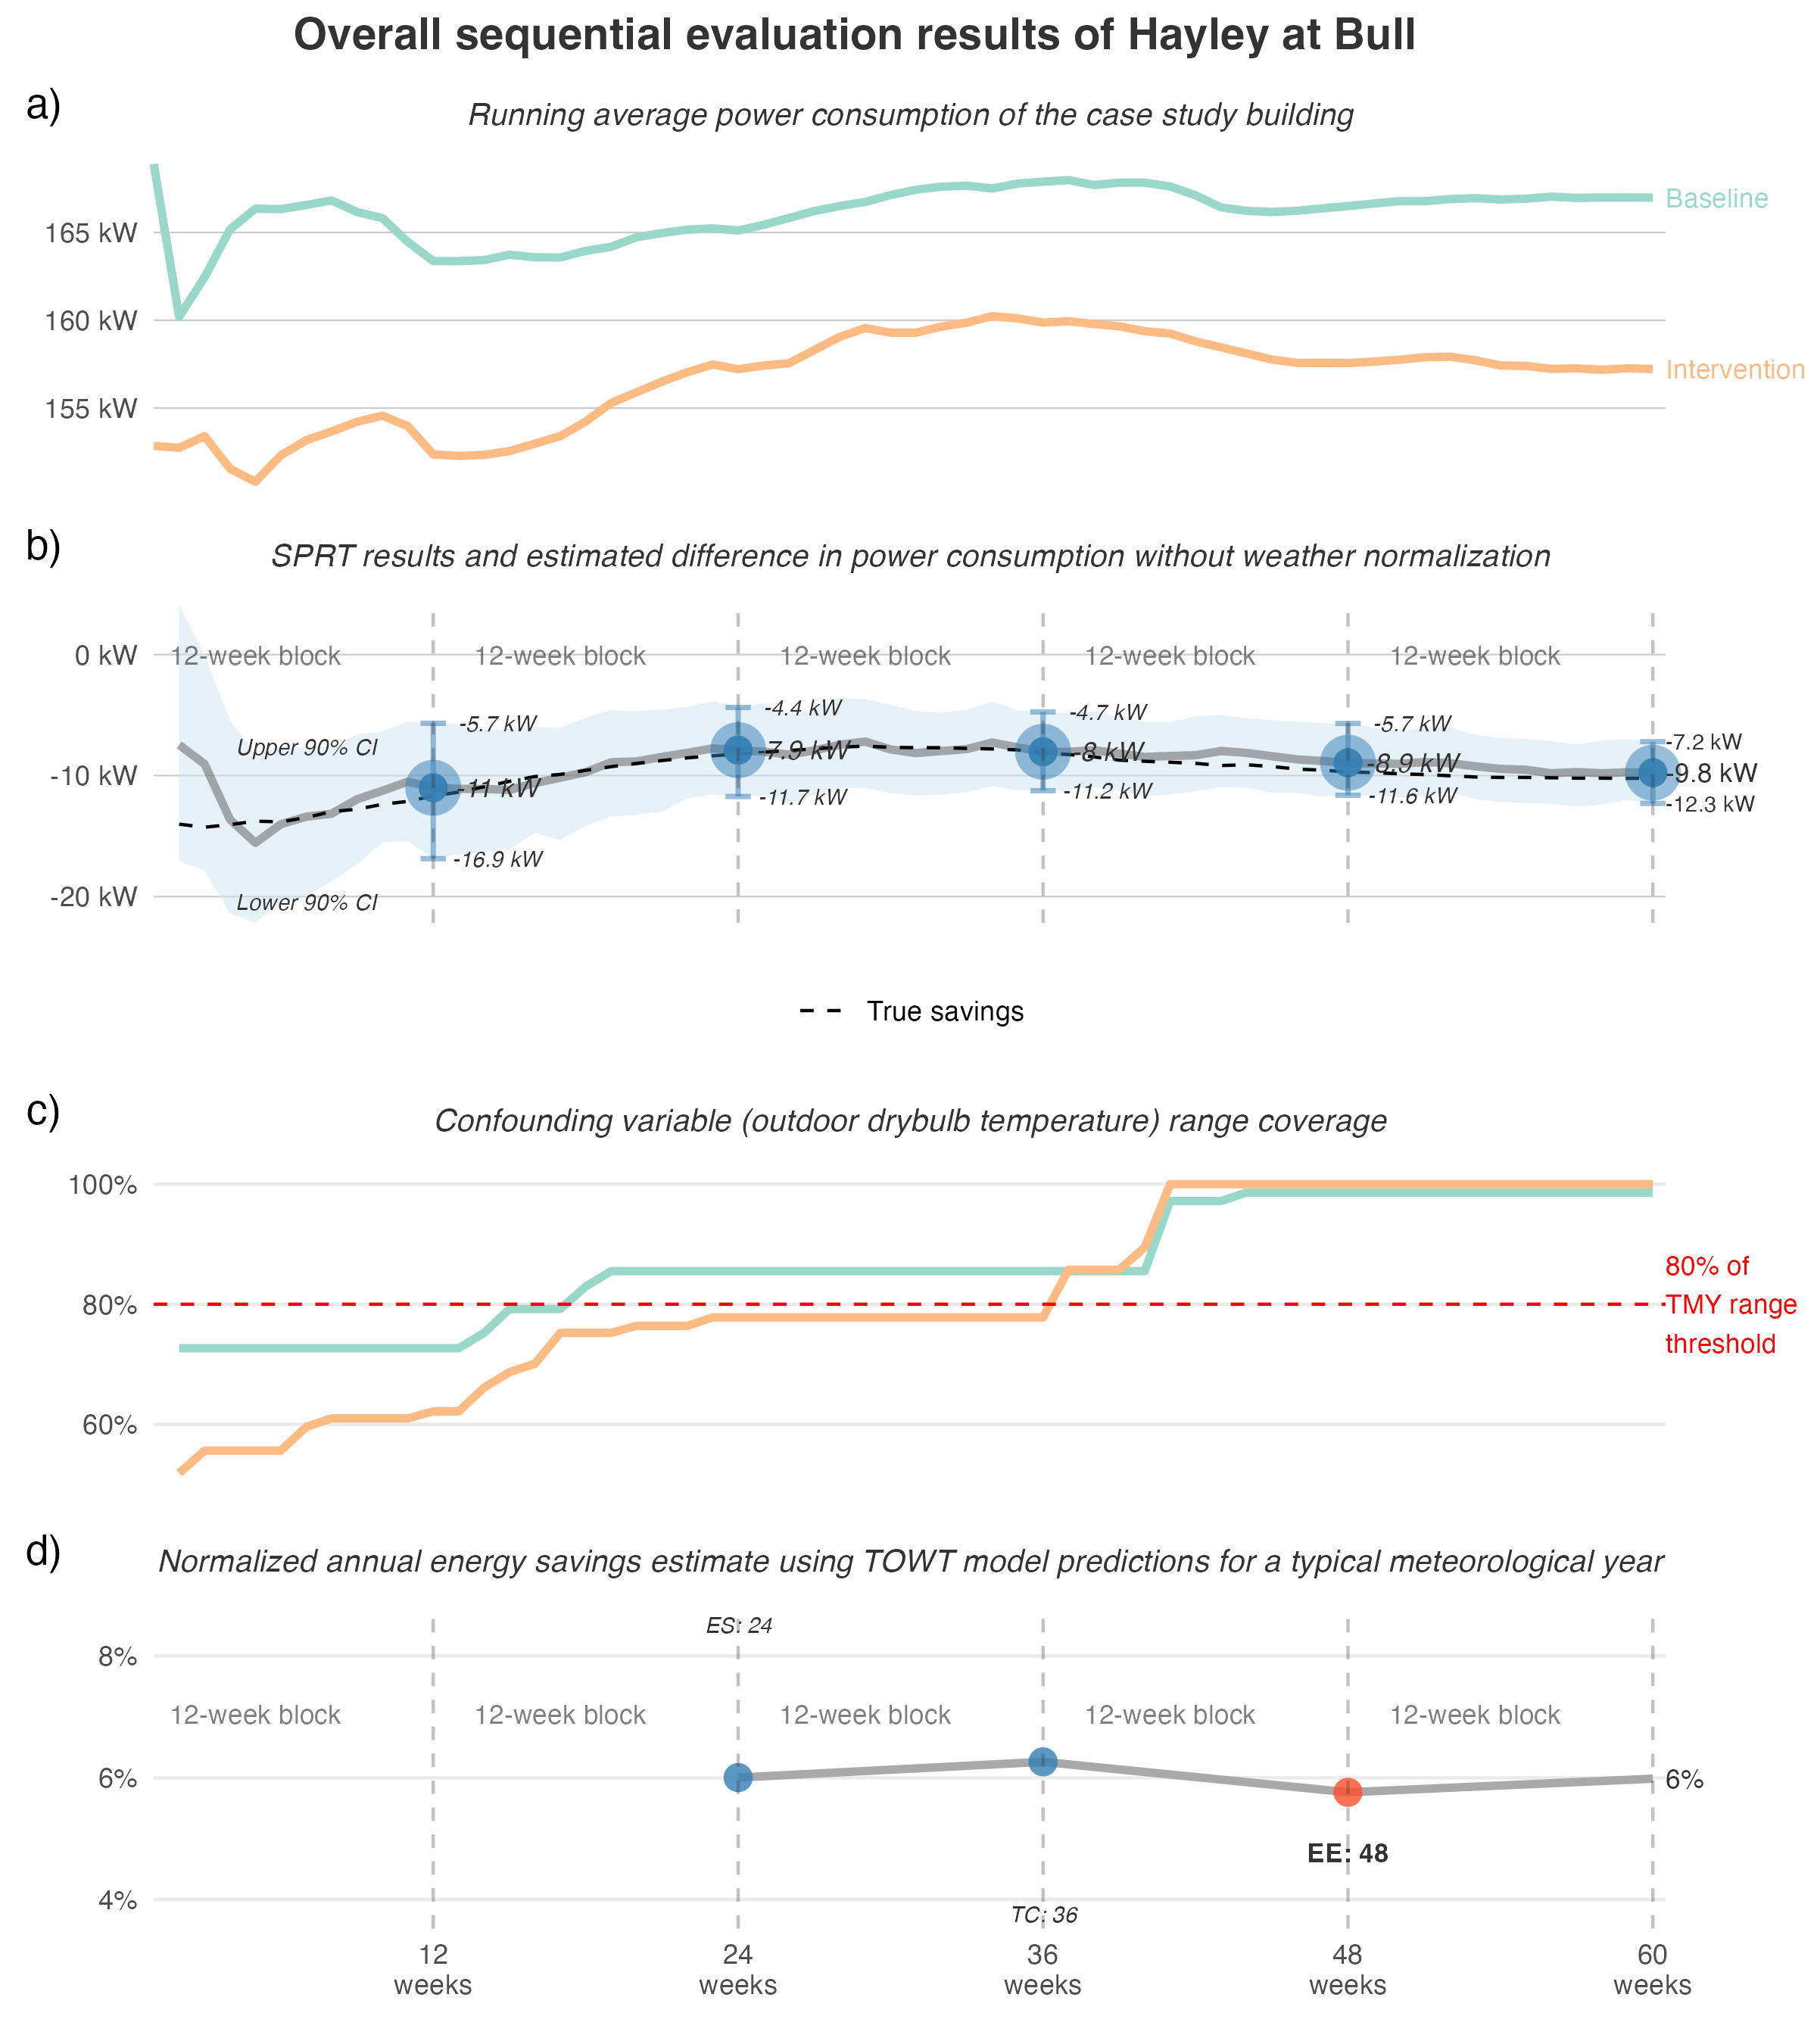 Overall sequential evaluation results of Hayley at Bull
a)
Running average power consumption of the case study building
Baseline
165 kW
160 kW
Intervention
155 kW
b)
SPRT results and estimated difference in power consumption without weather normalization
0 kW
12-week block
12-week block
12-week block
12-week block
12-week block
-4.4 kW
-4.7 kW
-5.7 kW
-5.7 kW
-7.2 kW
Upper 90% CI
-7.9 kW
-8 kW
-8.9 kW
-9.8 kW
-10 kW
-11 kW
-11.7 kW
-11.2 kW
-11.6 kW
-12.3 kW
-16.9 kW
-20 kW
Lower 90% CI
True savings
c)
Confounding variable (outdoor drybulb temperature) range coverage
100%
80%
60%
80% of
TMY range
threshold
d)
Normalized annual energy savings estimate using TOWT model predictions for a typical meteorological year
ES: 24
8%
12-week block
12-week block
12-week block
12-week block
12-week block
6%
6%
EE: 48
4%
TC: 36
12
weeks
24
weeks
36
weeks
48
weeks
60
weeks